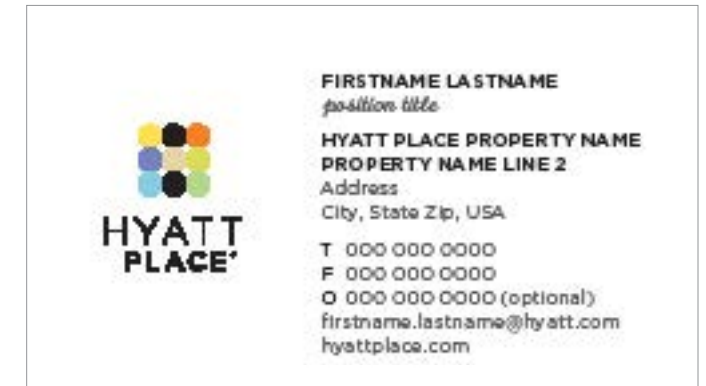 HYATT
PLACE
FIRSTNAME LASTNAME
position title
HYATT PLACE PROPERTY NAME
PROPERTY NAME LINE 2
Address
City, State Zip, USA
T 000 000 0000
F 000 000 0000
O 000 000 0000 (optional)
firstname.lastname@hyatt.com
hyattplace.com